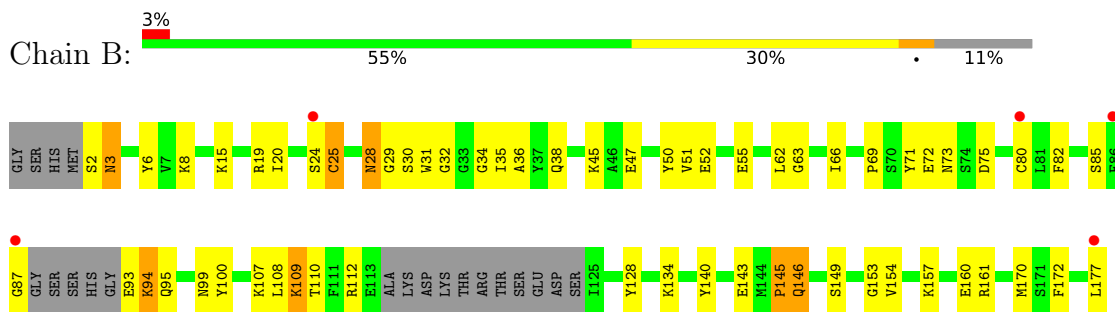 3%
Chain B:
55% 30% • 11%
GLY SER HIS MET S2 N3 Y6 V7 K8 K15 R19 I20 S24 C25 N28 G29 S30 W31 G32 G33 G34 I35 A36 Y37 Q38 K45 A46 E47 Y50 V51 E52 E55 L62 G63 I66 P69 S70 Y71 E72 N73 S74 D75 C80 L81 F82 S85 E86
G87 GLY SER SER HIS GLY E93 K94 Q95 N99 Y100 K107 L108 K109 T110 F111 R112 E113 ALA LYS ASP LYS THR ARG THR SER GLU ASP SER I125 Y128 K134 Y140 E143 M144 P145 Q146 S149 G153 V154 K157 E160 R161 M170 S171 F172 L177